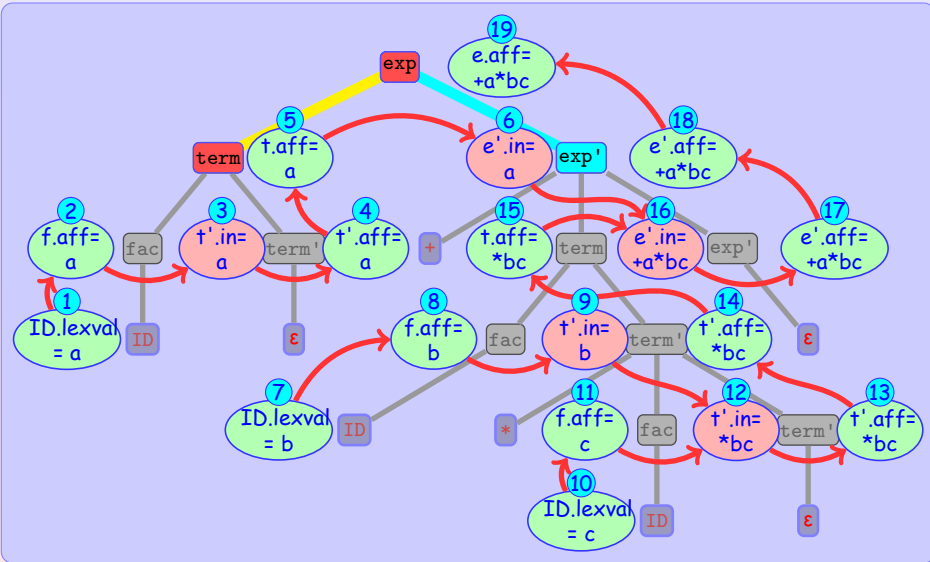 19
e.aff=
+a*bc
exp
5
t.aff=
a
6
e'.in=
a
18
e'.aff=
+a*bc
term
exp'
2
f.aff=
a
fac
3
t'.in=
a
term'
4
t'.aff=
a
+
15
t.aff=
*bc
term
16
e'.in=
+a*bc
exp'
17
e'.aff=
+a*bc
1
ID.lexval
= a
ID
ε
8
f.aff=
b
fac
9
t'.in=
b
term'
14
t'.aff=
*bc
ε
7
ID.lexval
= b
ID
*
11
f.aff=
c
fac
12
t'.in=
*bc
term'
13
t'.aff=
*bc
10
ID.lexval
= c
ID
ε